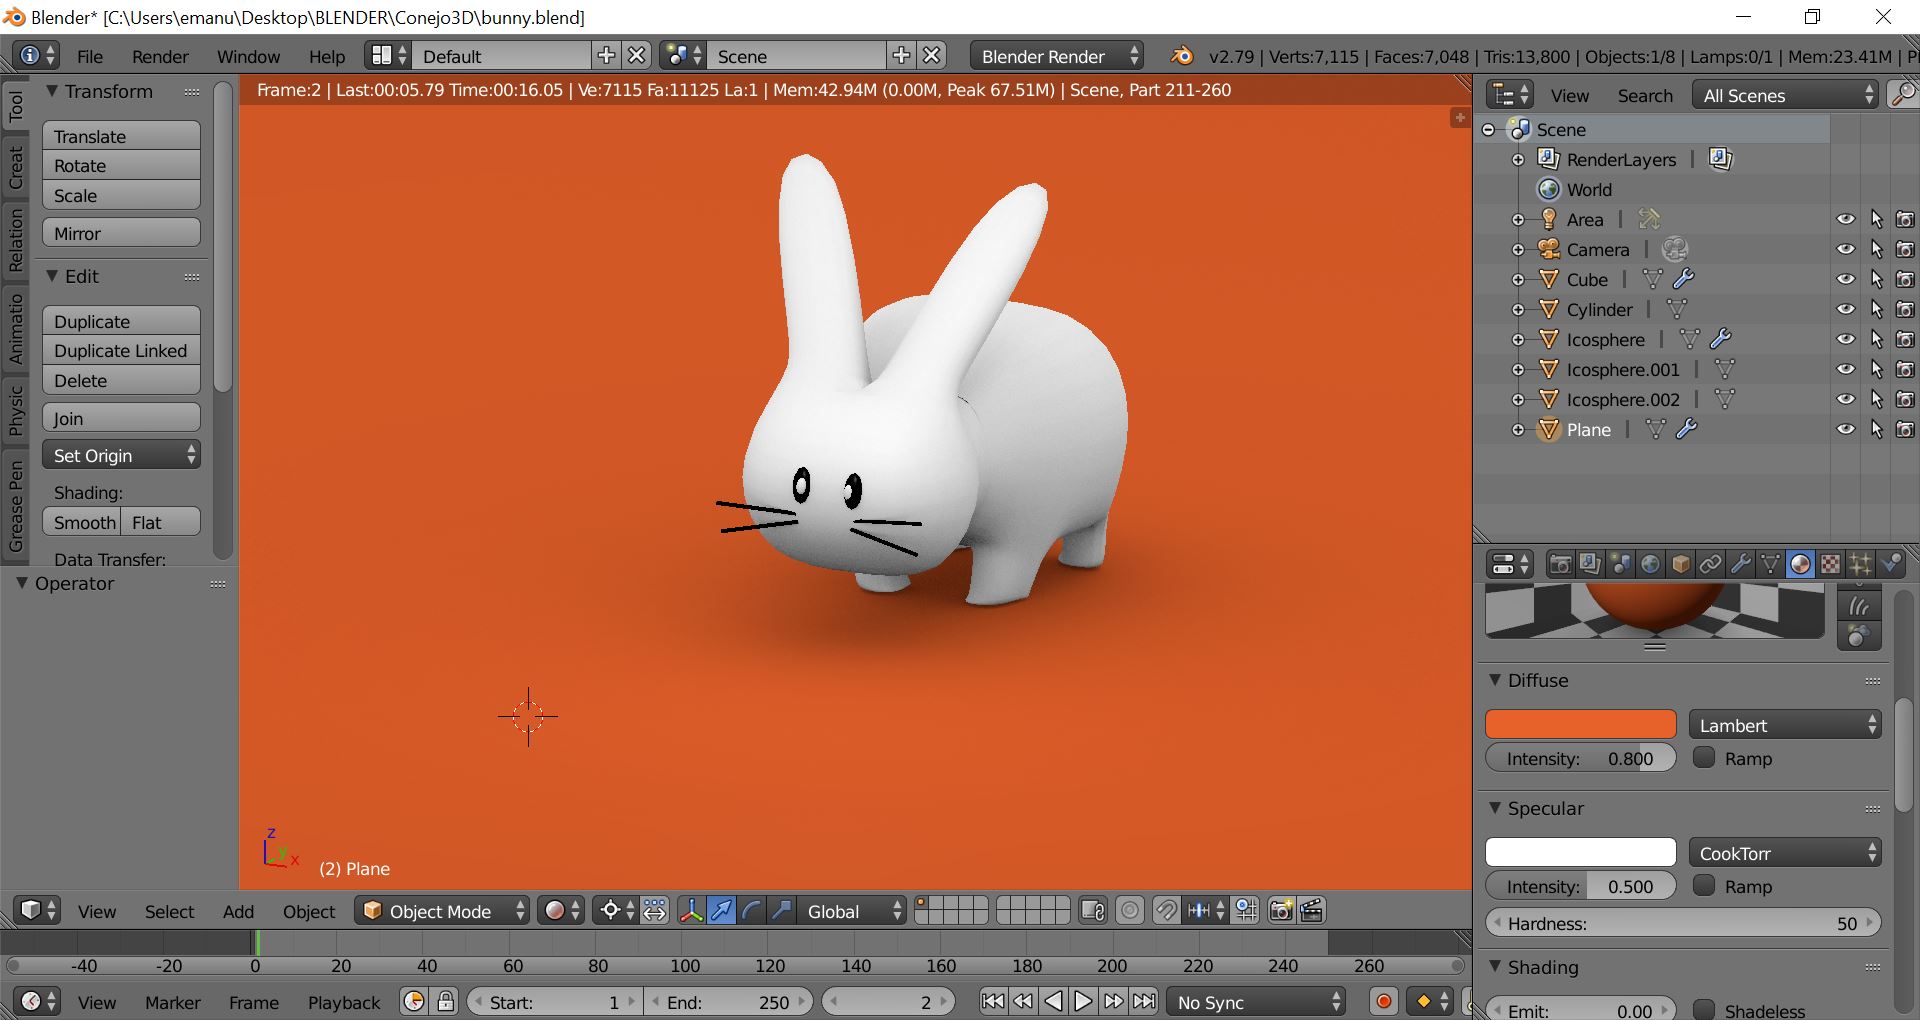 Blender* [C:\Users\emanu\Desktop\BLENDER\Conejo3D\bunny.blend]
File Render Window Help Default Scene Blender Render v2.79 | Verts:7,115 | Faces:7,048 | Tris:13,800 | Objects:1/8 | Lamps:0/1 | Mem:23.41M | Pl
Frame:2 | Last:00:05.79 Time:00:16.05 | Ve:7115 Fa:11125 La:1 | Mem:42.94M (0.00M, Peak 67.51M) | Scene, Part 211-260
Tool
Creat
Relation
Animatio
Physic
Grease Pen
Transform
Translate
Rotate
Scale
Mirror
Edit
Duplicate
Duplicate Linked
Delete
Join
Set Origin
Shading:
Smooth Flat
Data Transfer:
Operator
z
y
x
(2) Plane
View Search All Scenes
Scene
RenderLayers
World
Area
Camera
Cube
Cylinder
Icosphere
Icosphere.001
Icosphere.002
Plane
Diffuse
Lambert
Intensity: 0.800 Ramp
Specular
CookTorr
Intensity: 0.500 Ramp
Hardness: 50
Shading
Emit: 0.00 Shadeless
View Select Add Object Object Mode Global
-40 -20 0 20 40 60 80 100 120 140 160 180 200 220 240 260
View Marker Frame Playback Start: 1 End: 250 2 No Sync